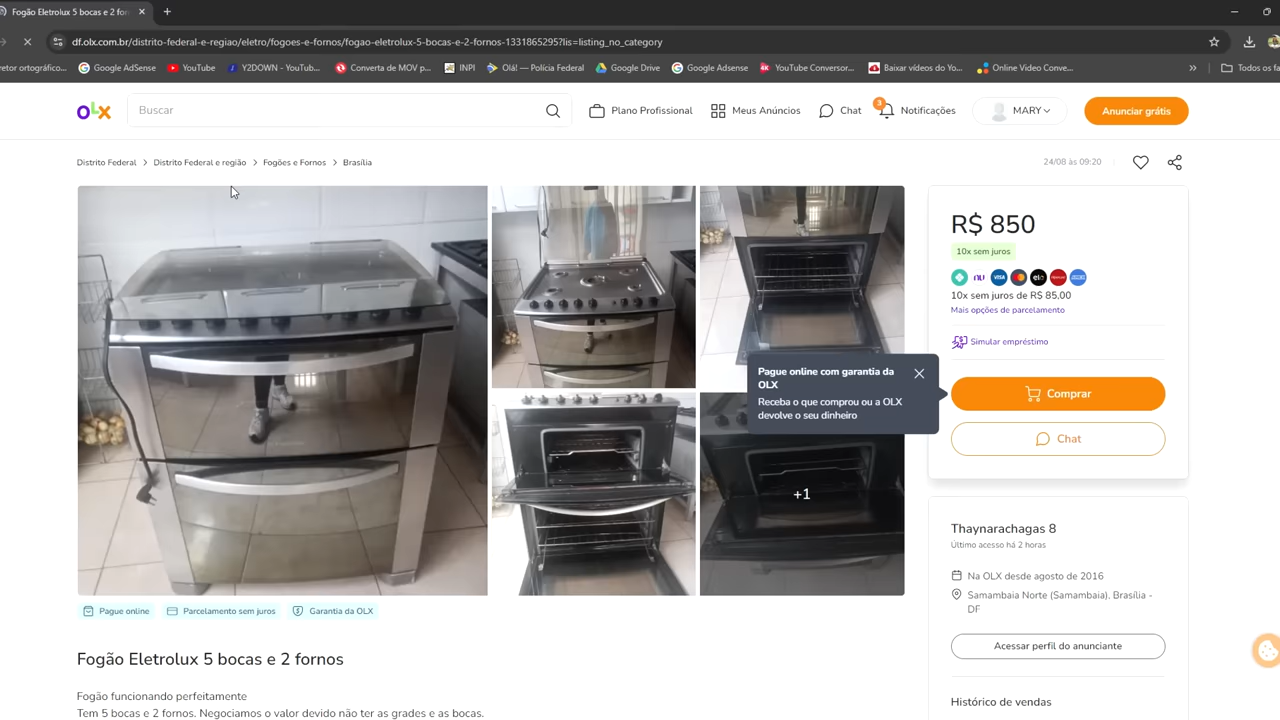 Fogão Eletrolux 5 bocas e 2 forn
df.olx.com.br/distrito-federal-e-regiao/eletro/fogoes-e-fornos/fogao-eletrolux-5-bocas-e-2-fornos-1331865295?lis=listing_no_category
retor ortográfico... Google AdSense YouTube Y2DOWN - YouTub... Converta de MOV p... INPI Olá! — Polícia Federal Google Drive Google Adsense YouTube Conversor... Baixar vídeos do Yo... Online Video Conve... » Todos os fa
olx Buscar Plano Profissional Meus Anúncios Chat 3 Notificações MARY Anunciar grátis
Distrito Federal > Distrito Federal e região > Fogões e Fornos > Brasília
24/08 às 09:20
R$ 850
10x sem juros
VISA elo
10x sem juros de R$ 85,00
Mais opções de parcelamento
Simular empréstimo
Pague online com garantia da
OLX
Receba o que comprou ou a OLX
devolve o seu dinheiro
Comprar
Chat
+1
Thaynarachagas 8
Último acesso há 2 horas
Na OLX desde agosto de 2016
Samambaia Norte (Samambaia), Brasília -
DF
Acessar perfil do anunciante
Histórico de vendas
Pague online Parcelamento sem juros Garantia da OLX
Fogão Eletrolux 5 bocas e 2 fornos
Fogão funcionando perfeitamente
Tem 5 bocas e 2 fornos. Negociamos o valor devido não ter as grades e as bocas.